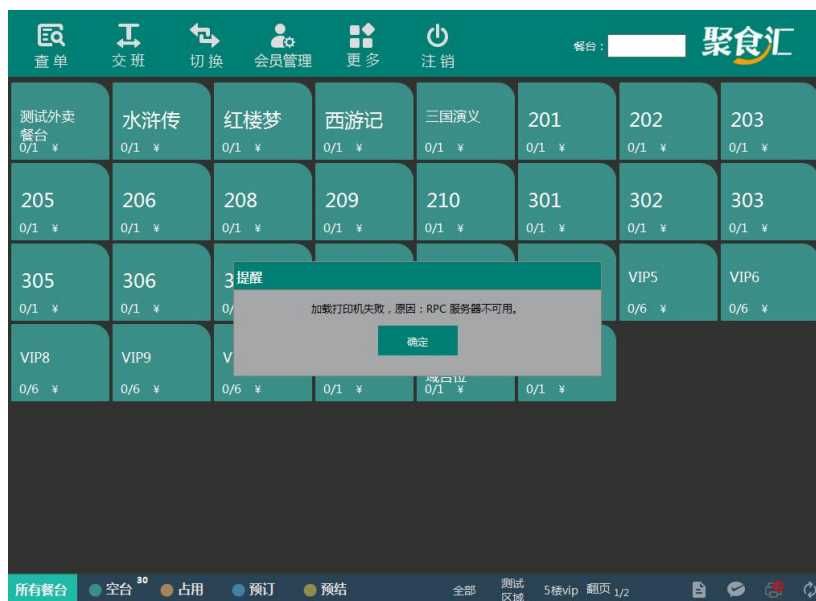 查单 交班 切换 会员管理 更多 注销 餐台： 聚食汇
测试外卖
餐台
0/1 ¥
水浒传
0/1 ¥
红楼梦
0/1 ¥
西游记
0/1 ¥
三国演义
0/1 ¥
201
0/1 ¥
202
0/1 ¥
203
0/1 ¥
205
0/1 ¥
206
0/1 ¥
208
0/1 ¥
209
0/1 ¥
210
0/1 ¥
301
0/1 ¥
302
0/1 ¥
303
0/1 ¥
305
0/1 ¥
306
0/1 ¥
3
0/
提醒
加载打印机失败，原因：RPC 服务器不可用。
确定
VIP5
0/6 ¥
VIP6
0/6 ¥
VIP8
0/6 ¥
VIP9
0/6 ¥
V
0/6 ¥
0/1 ¥
域台位
0/1 ¥
0/1 ¥
所有餐台 空台 30 占用 预订 预结 全部 测试
区域 5楼vip 翻页 1/2